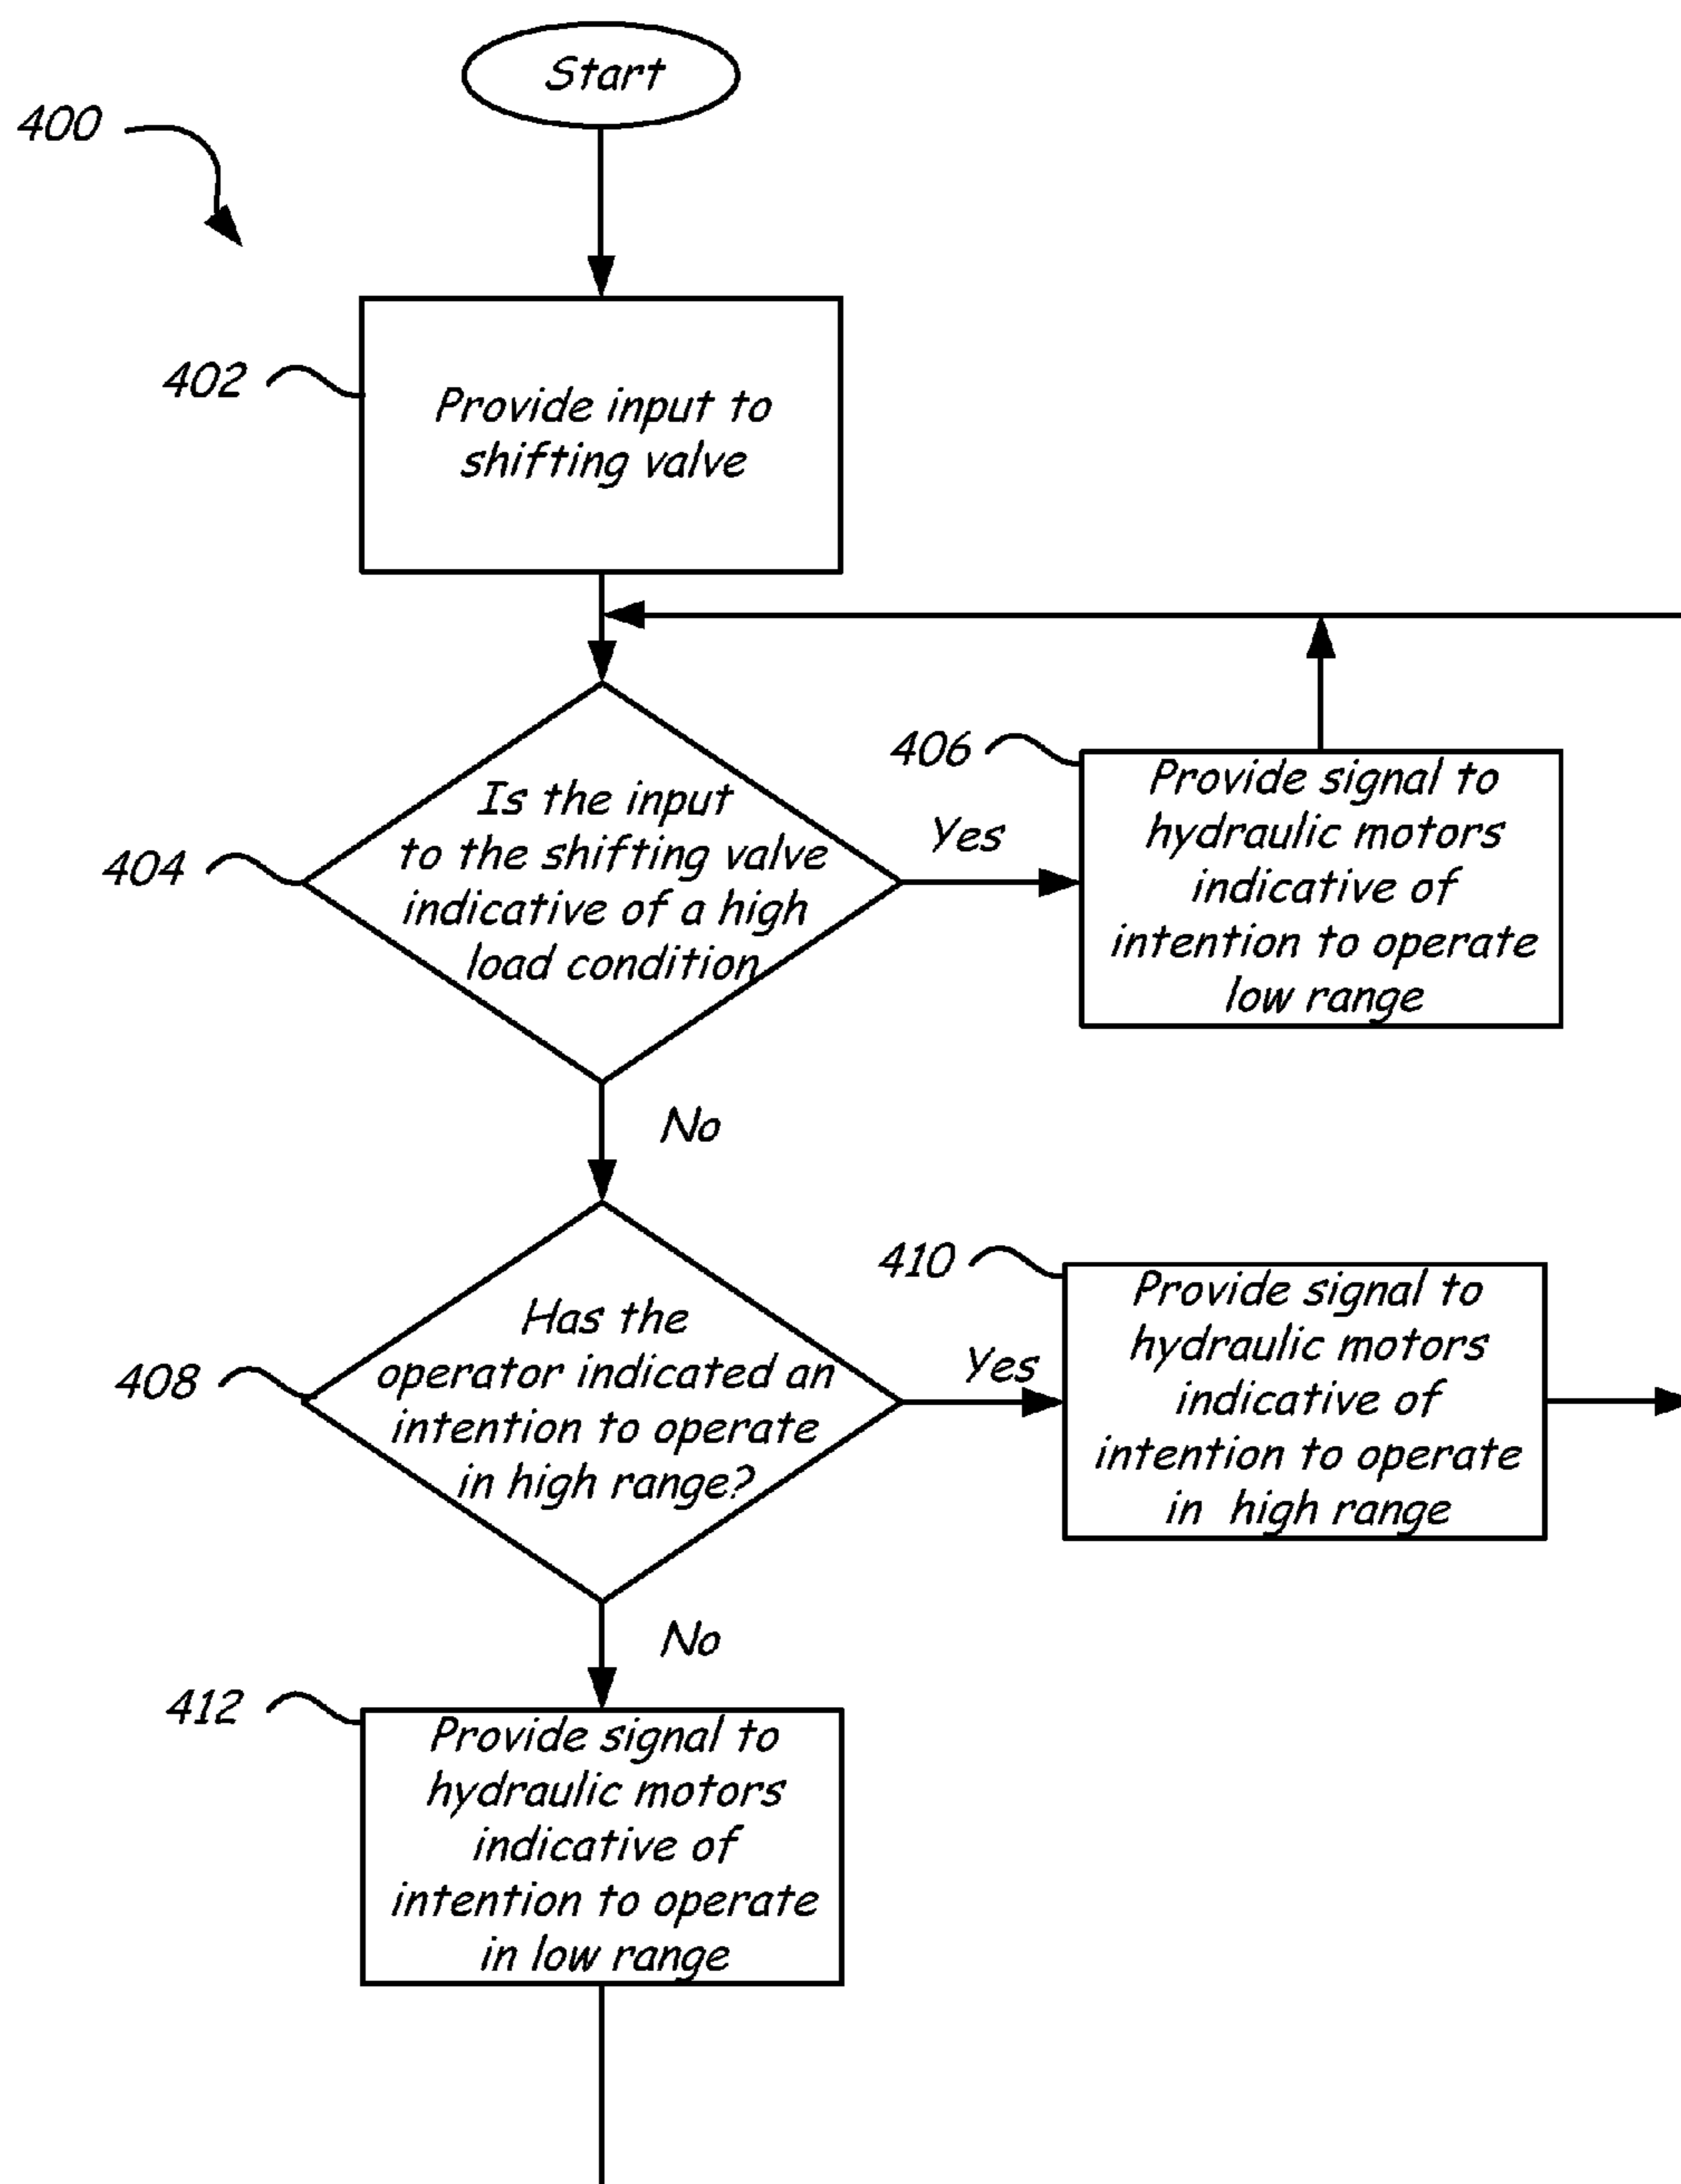 Start
400
402
Provide input to
shifting valve
404
Is the input
to the shifting valve
indicative of a high
load condition
Yes
406
Provide signal to
hydraulic motors
indicative of
intention to operate
low range
No
408
Has the
operator indicated an
intention to operate
in high range?
Yes
410
Provide signal to
hydraulic motors
indicative of
intention to operate
in high range
No
412
Provide signal to
hydraulic motors
indicative of
intention to operate
in low range